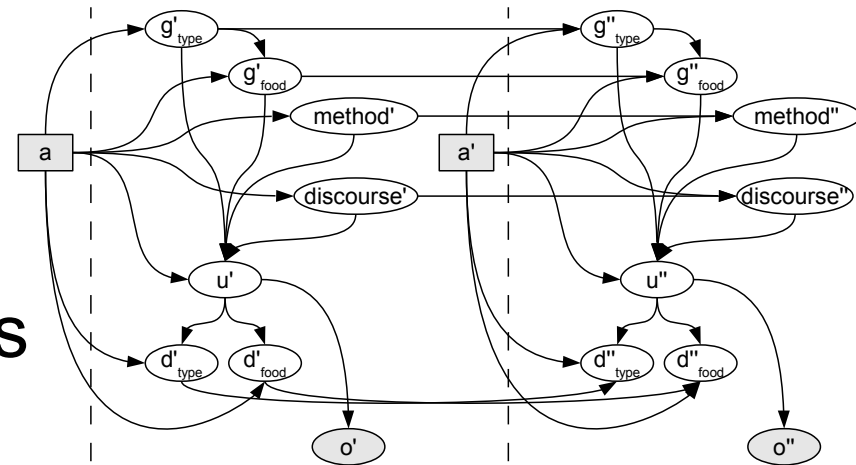 g'type
g''type
g'food
g''food
method'
method''
a
a'
discourse'
discourse''
u'
u''
s
d'type
d'food
d''type
d''food
o'
o''